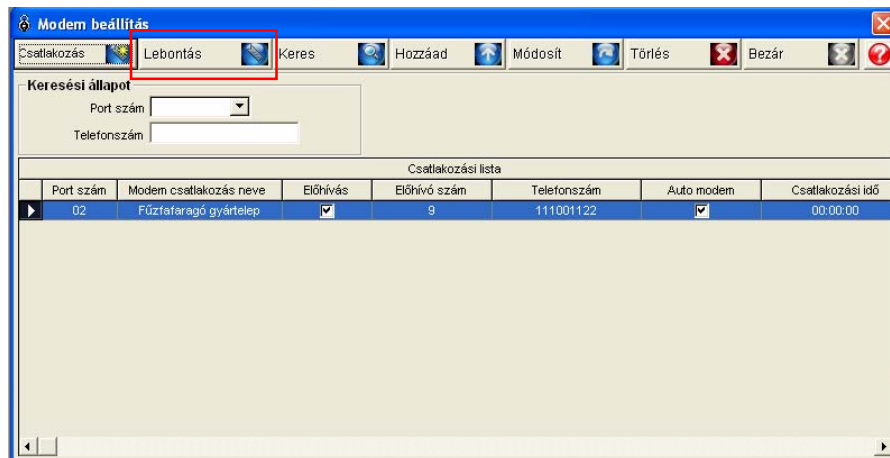 Modem beállítás
Csatlakozás Lebontás Keres Hozzáad Módosít Törlés Bezár ?
Keresési állapot
Port szám
Telefonszám
Csatlakozási lista
Port szám Modem csatlakozás neve Előhívás Előhívó szám Telefonszám Auto modem Csatlakozási idő
02 Fűzfafaragó gyártelep 9 111001122 00:00:00